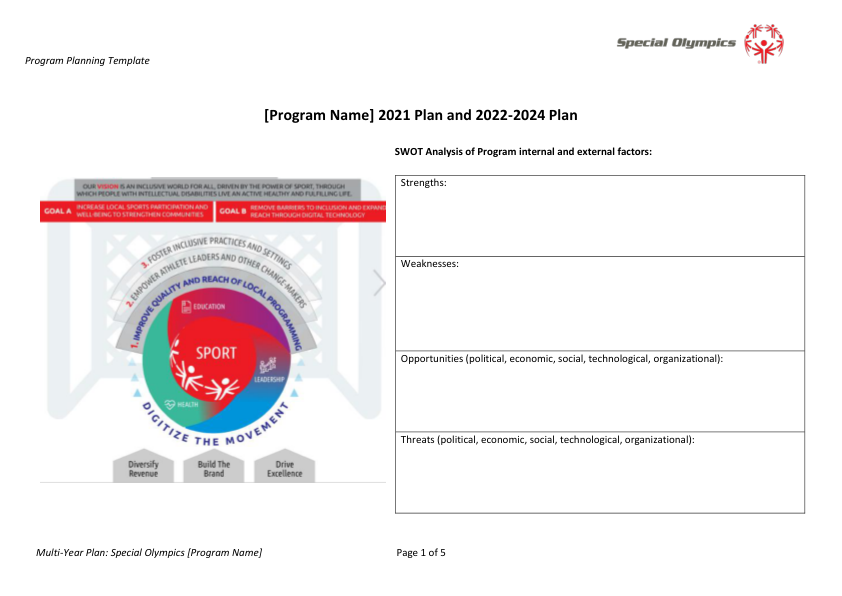 Special Olympics
Program Planning Template
[Program Name] 2021 Plan and 2022-2024 Plan
OUR VISION IS AN INCLUSIVE WORLD FOR ALL, DRIVEN BY THE POWER OF SPORT, THROUGH
WHICH PEOPLE WITH INTELLECTUAL DISABILITIES LIVE AN ACTIVE HEALTHY AND FULFILLING LIFE.
GOAL A INCREASE LOCAL SPORTS PARTICIPATION AND
WELL-BEING TO STRENGTHEN COMMUNITIES
GOAL B REMOVE BARRIERS TO INCLUSION AND EXPAND
REACH THROUGH DIGITAL TECHNOLOGY
3. FOSTER INCLUSIVE PRACTICES AND SETTINGS
2. EMPOWER ATHLETE LEADERS AND OTHER CHANGE-MAKERS
1. IMPROVE QUALITY AND REACH OF LOCAL PROGRAMMING
EDUCATION
SPORT
LEADERSHIP
HEALTH
DIGITIZE THE MOVEMENT
Diversify
Revenue
Build The
Brand
Drive
Excellence
SWOT Analysis of Program internal and external factors:
Strengths:
Weaknesses:
Opportunities (political, economic, social, technological, organizational):
Threats (political, economic, social, technological, organizational):
Multi-Year Plan: Special Olympics [Program Name]
Page 1 of 5